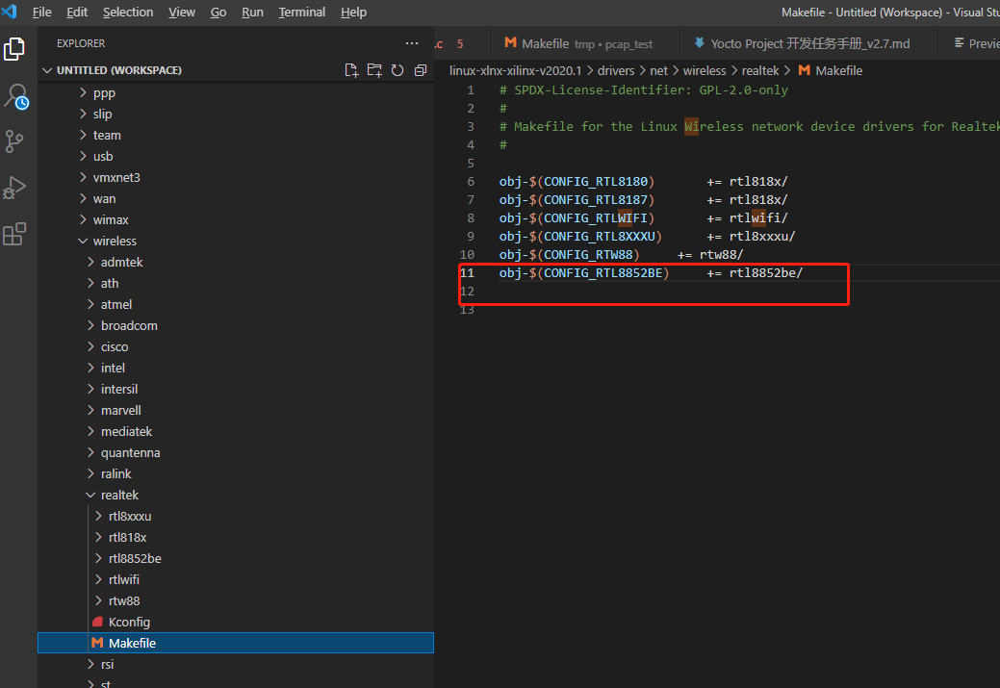 File Edit Selection View Go Run Terminal Help Makefile - Untitled (Workspace) - Visual Stu
EXPLORER ...
.c 5 Makefile tmp • pcap_test Yocto Project 开发任务手册_v2.7.md Previe
UNTITLED (WORKSPACE)
linux-xlnx-xilinx-v2020.1 > drivers > net > wireless > realtek > Makefile
ppp
slip
team
usb
vmxnet3
wan
wimax
wireless
admtek
ath
atmel
broadcom
cisco
intel
intersil
marvell
mediatek
quantenna
ralink
realtek
rtl8xxxu
rtl818x
rtl8852be
rtlwifi
rtw88
Kconfig
Makefile
rsi
st
1 # SPDX-License-Identifier: GPL-2.0-only
2 #
3 # Makefile for the Linux Wireless network device drivers for Realtek
4 #
5
6 obj-$(CONFIG_RTL8180) += rtl818x/
7 obj-$(CONFIG_RTL8187) += rtl818x/
8 obj-$(CONFIG_RTLWIFI) += rtlwifi/
9 obj-$(CONFIG_RTL8XXXU) += rtl8xxxu/
10 obj-$(CONFIG_RTW88) += rtw88/
11 obj-$(CONFIG_RTL8852BE) += rtl8852be/
12
13